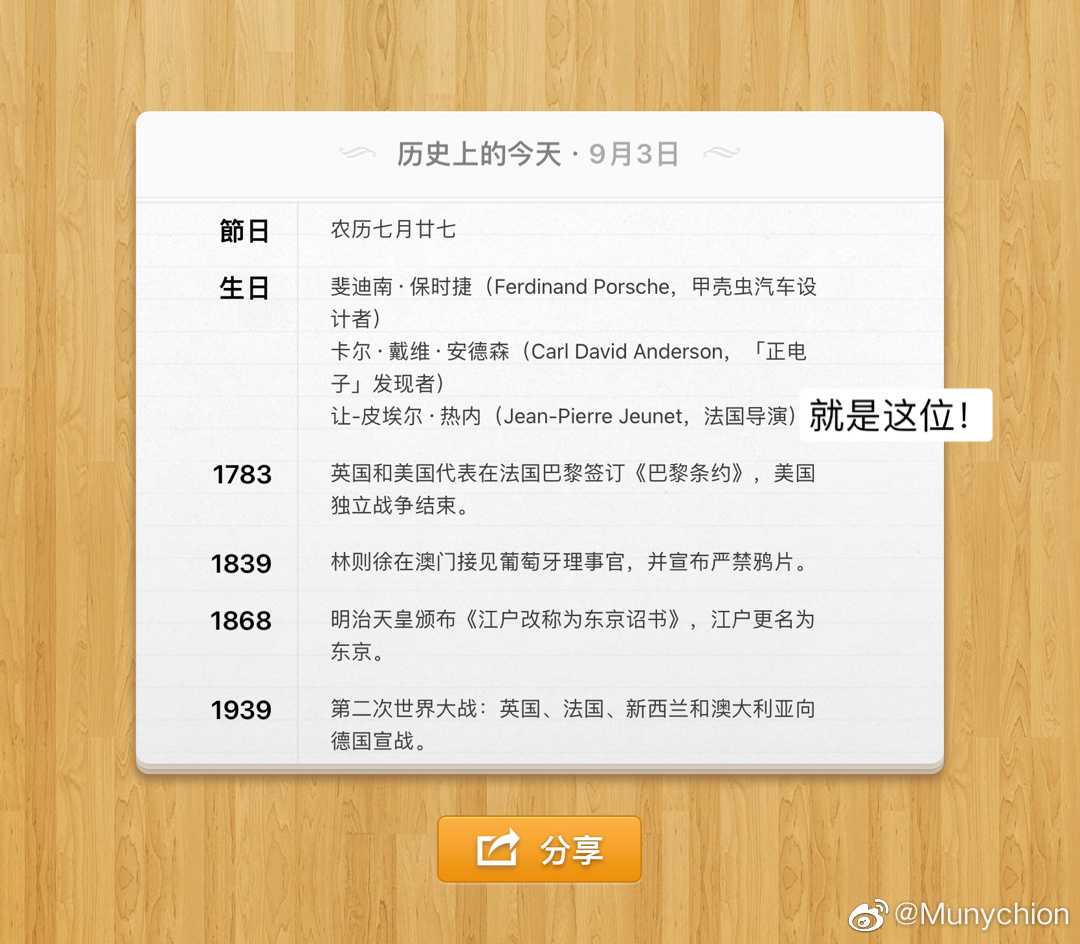 历史上的今天 · 9月3日
節日
农历七月廿七
生日
斐迪南 · 保时捷（Ferdinand Porsche，甲壳虫汽车设
计者）
卡尔 · 戴维 · 安德森（Carl David Anderson，「正电
子」发现者）
让-皮埃尔 · 热内（Jean-Pierre Jeunet，法国导演）
就是这位！
1783
英国和美国代表在法国巴黎签订《巴黎条约》，美国
独立战争结束。
1839
林则徐在澳门接见葡萄牙理事官，并宣布严禁鸦片。
1868
明治天皇颁布《江户改称为东京诏书》，江户更名为
东京。
1939
第二次世界大战：英国、法国、新西兰和澳大利亚向
德国宣战。
分享
@Munychion